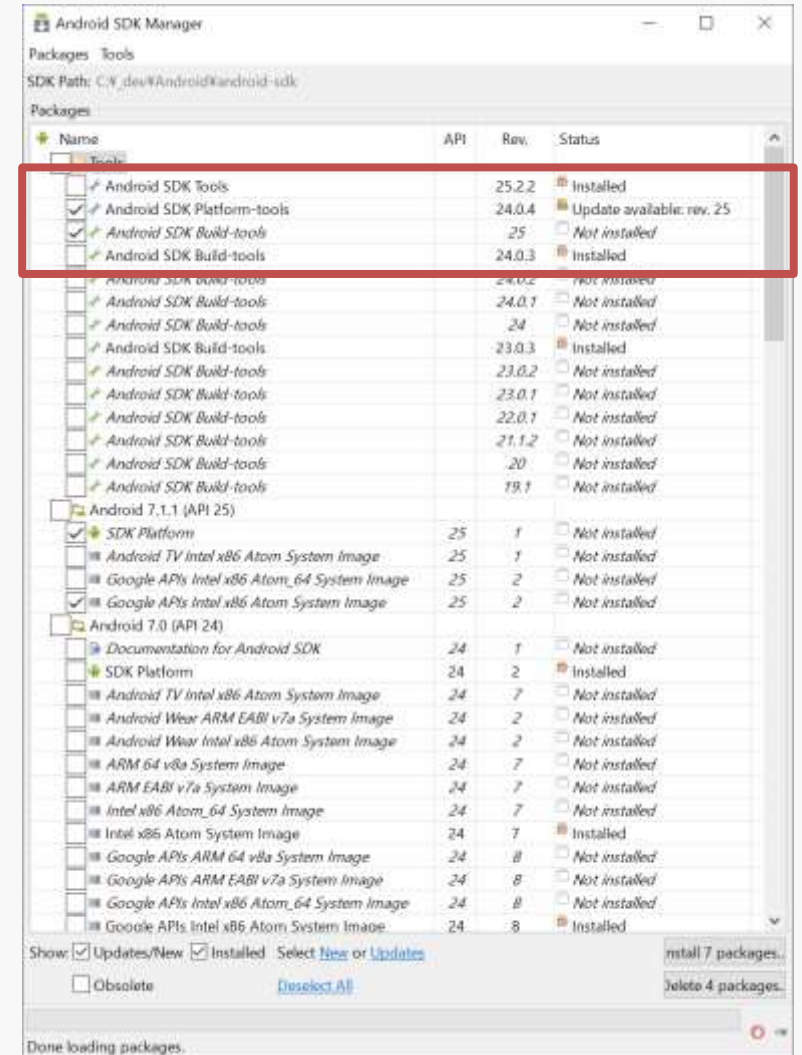 Android SDK Manager
Packages Tools
SDK Path: C:¥_dev¥Android¥android-sdk
Packages
Name API Rev. Status
Tools
Android SDK Tools 25.2.2 Installed
Android SDK Platform-tools 24.0.4 Update available: rev. 25
Android SDK Build-tools 25 Not installed
Android SDK Build-tools 24.0.3 Installed
Android SDK Build-tools 24.0.2 Not installed
Android SDK Build-tools 24.0.1 Not installed
Android SDK Build-tools 24 Not installed
Android SDK Build-tools 23.0.3 Installed
Android SDK Build-tools 23.0.2 Not installed
Android SDK Build-tools 23.0.1 Not installed
Android SDK Build-tools 22.0.1 Not installed
Android SDK Build-tools 21.1.2 Not installed
Android SDK Build-tools 20 Not installed
Android SDK Build-tools 19.1 Not installed
Android 7.1.1 (API 25)
SDK Platform 25 1 Not installed
Android TV Intel x86 Atom System Image 25 1 Not installed
Google APIs Intel x86 Atom_64 System Image 25 2 Not installed
Google APIs Intel x86 Atom System Image 25 2 Not installed
Android 7.0 (API 24)
Documentation for Android SDK 24 1 Not installed
SDK Platform 24 2 Installed
Android TV Intel x86 Atom System Image 24 7 Not installed
Android Wear ARM EABI v7a System Image 24 2 Not installed
Android Wear Intel x86 Atom System Image 24 2 Not installed
ARM 64 v8a System Image 24 7 Not installed
ARM EABI v7a System Image 24 7 Not installed
Intel x86 Atom_64 System Image 24 7 Not installed
Intel x86 Atom System Image 24 7 Installed
Google APIs ARM 64 v8a System Image 24 8 Not installed
Google APIs ARM EABI v7a System Image 24 8 Not installed
Google APIs Intel x86 Atom_64 System Image 24 8 Not installed
Google APIs Intel x86 Atom System Image 24 8 Installed
Show: Updates/New Installed Select New or Updates nstall 7 packages..
Obsolete Deselect All Delete 4 packages.
Done loading packages.